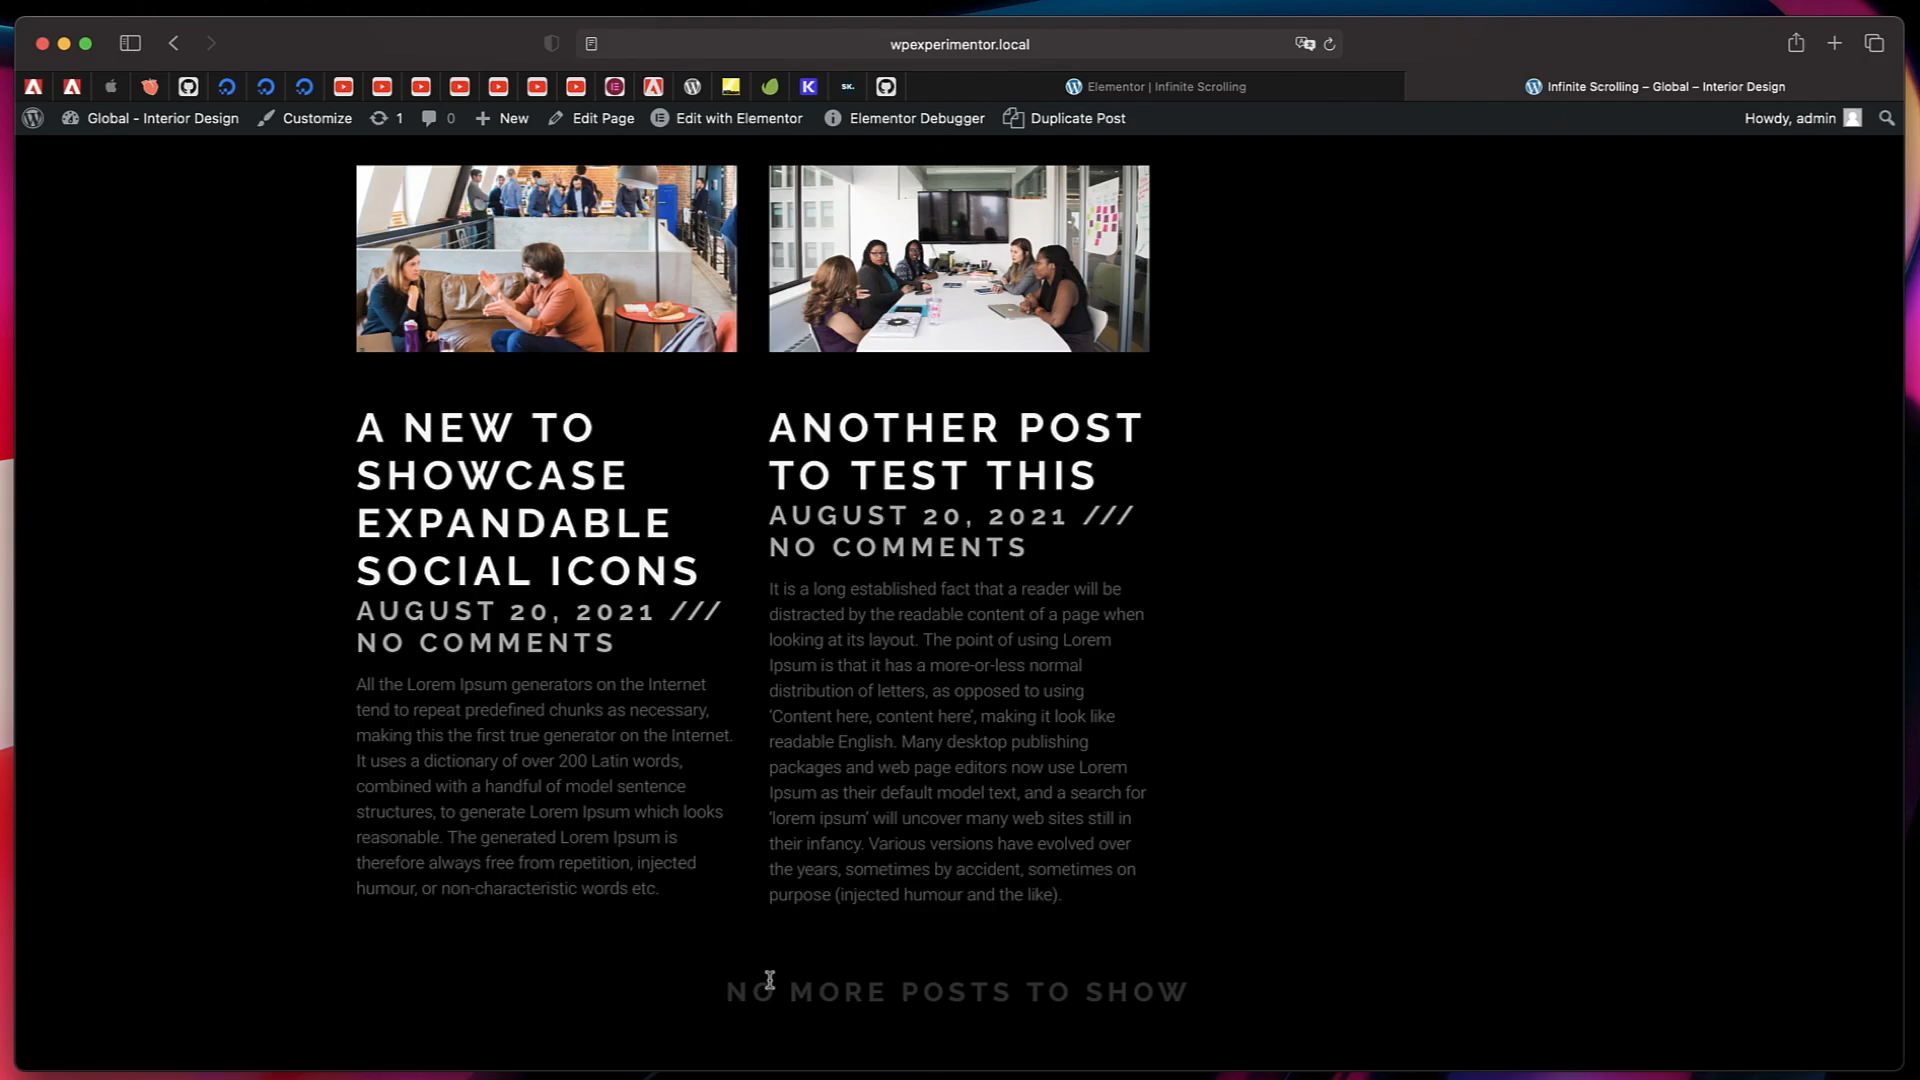 wpexperimentor.local
K
sk.
Elementor | Infinite Scrolling
Infinite Scrolling – Global – Interior Design
Global - Interior Design
Customize
1
0
New
Edit Page
Edit with Elementor
Elementor Debugger
Duplicate Post
Howdy, admin
A NEW TO
SHOWCASE
EXPANDABLE
SOCIAL ICONS
AUGUST 20, 2021 ///
NO COMMENTS
All the Lorem Ipsum generators on the Internet
tend to repeat predefined chunks as necessary,
making this the first true generator on the Internet.
It uses a dictionary of over 200 Latin words,
combined with a handful of model sentence
structures, to generate Lorem Ipsum which looks
reasonable. The generated Lorem Ipsum is
therefore always free from repetition, injected
humour, or non-characteristic words etc.
ANOTHER POST
TO TEST THIS
AUGUST 20, 2021 ///
NO COMMENTS
It is a long established fact that a reader will be
distracted by the readable content of a page when
looking at its layout. The point of using Lorem
Ipsum is that it has a more-or-less normal
distribution of letters, as opposed to using
‘Content here, content here’, making it look like
readable English. Many desktop publishing
packages and web page editors now use Lorem
Ipsum as their default model text, and a search for
‘lorem ipsum’ will uncover many web sites still in
their infancy. Various versions have evolved over
the years, sometimes by accident, sometimes on
purpose (injected humour and the like).
NO MORE POSTS TO SHOW